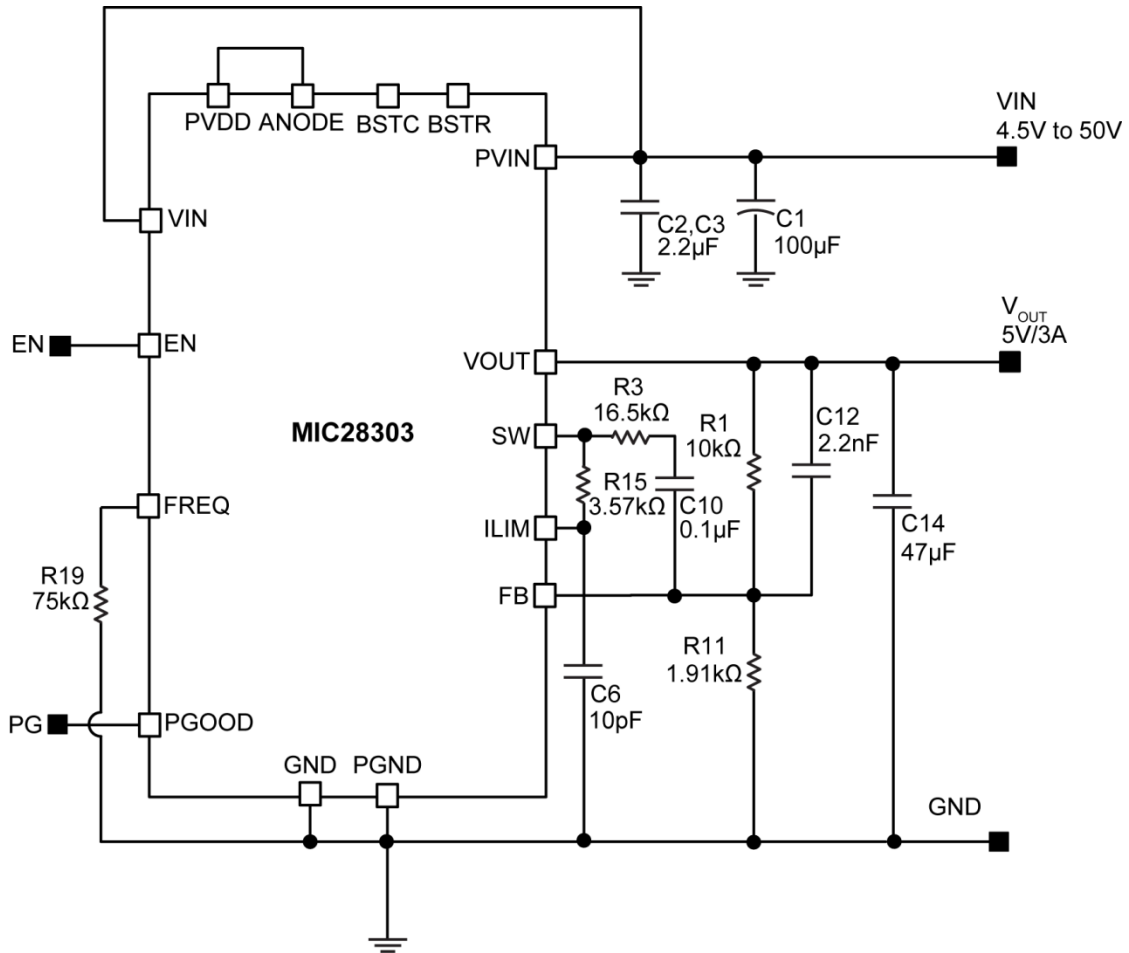 PVDD ANODE BSTC BSTR
VIN
4.5V to 50V
PVIN
C2,C3
2.2µF
C1
100µF
VIN
EN
EN
VOUT
VOUT
5V/3A
R3
16.5kΩ
MIC28303
SW
R1
10kΩ
C12
2.2nF
R15
3.57kΩ
C10
0.1µF
FREQ
ILIM
C14
47µF
R19
75kΩ
FB
R11
1.91kΩ
C6
10pF
PG
PGOOD
GND
PGND
GND